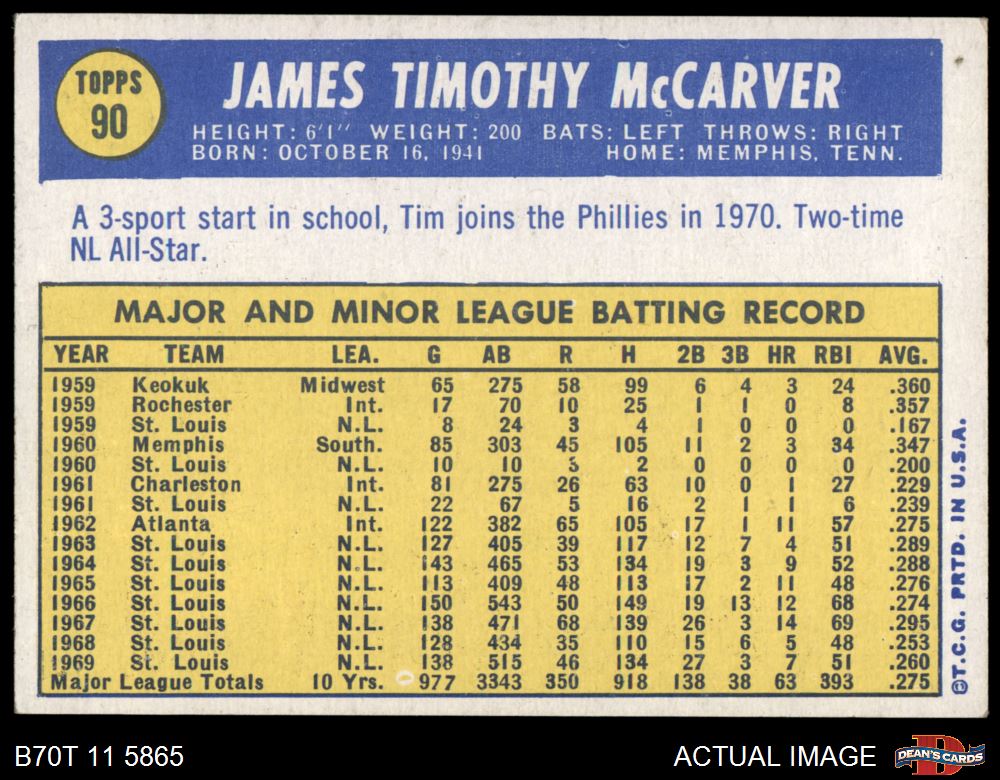 TOPPS
90
JAMES TIMOTHY McCARVER
HEIGHT: 6'1" WEIGHT: 200 BATS: LEFT THROWS: RIGHT
BORN: OCTOBER 16, 1941 HOME: MEMPHIS, TENN.
A 3-sport start in school, Tim joins the Phillies in 1970. Two-time
NL All-Star.
MAJOR AND MINOR LEAGUE BATTING RECORD
YEAR TEAM LEA. G AB R H 2B 3B HR RBI AVG.
1959 Keokuk Midwest 65 275 58 99 6 4 3 24 .360
1959 Rochester Int. 17 70 10 25 1 1 0 8 .357
1959 St. Louis N.L. 8 24 3 4 1 0 0 0 .167
1960 Memphis South. 85 303 45 105 11 2 3 34 .347
1960 St. Louis N.L. 10 10 3 2 0 0 0 0 .200
1961 Charleston Int. 81 275 26 63 10 0 1 27 .229
1961 St. Louis N.L. 22 67 5 16 2 1 1 6 .239
1962 Atlanta Int. 122 382 65 105 17 1 11 57 .275
1963 St. Louis N.L. 127 405 39 117 12 7 4 51 .289
1964 St. Louis N.L. 143 465 53 134 19 3 9 52 .288
1965 St. Louis N.L. 113 409 48 113 17 2 11 48 .276
1966 St. Louis N.L. 150 543 50 149 19 13 12 68 .274
1967 St. Louis N.L. 138 471 68 139 26 3 14 69 .295
1968 St. Louis N.L. 128 434 35 110 15 6 5 48 .253
1969 St. Louis N.L. 138 515 46 134 27 3 7 51 .260
Major League Totals 10 Yrs. 977 3343 350 918 138 38 63 393 .275
©T.C.G. PRTD. IN U.S.A.
B70T 11 5865 ACTUAL IMAGE
DEAN'S CARDS